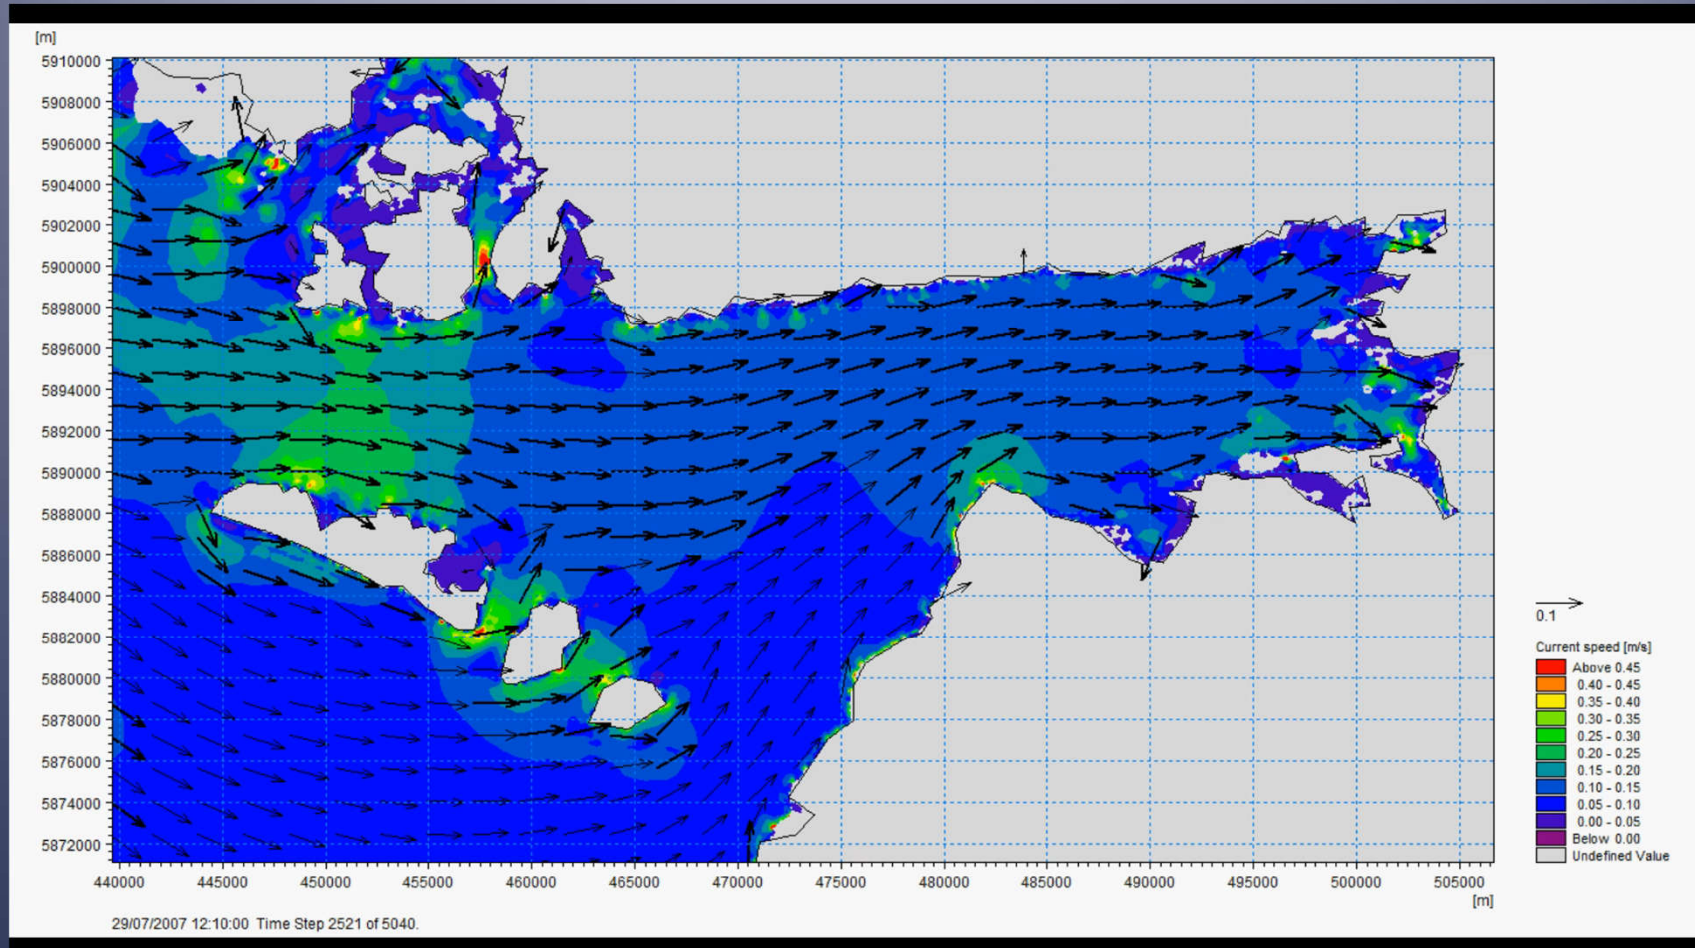 [m]
5910000
5908000
5906000
5904000
5902000
5900000
5898000
5896000
5894000
5892000
5890000
5888000
5886000
5884000
5882000
5880000
5878000
5876000
5874000
5872000
440000 445000 450000 455000 460000 465000 470000 475000 480000 485000 490000 495000 500000 505000
[m]
29/07/2007 12:10:00 Time Step 2521 of 5040.
0.1
Current speed [m/s]
Above 0.45
0.40 - 0.45
0.35 - 0.40
0.30 - 0.35
0.25 - 0.30
0.20 - 0.25
0.15 - 0.20
0.10 - 0.15
0.05 - 0.10
0.00 - 0.05
Below 0.00
Undefined Value